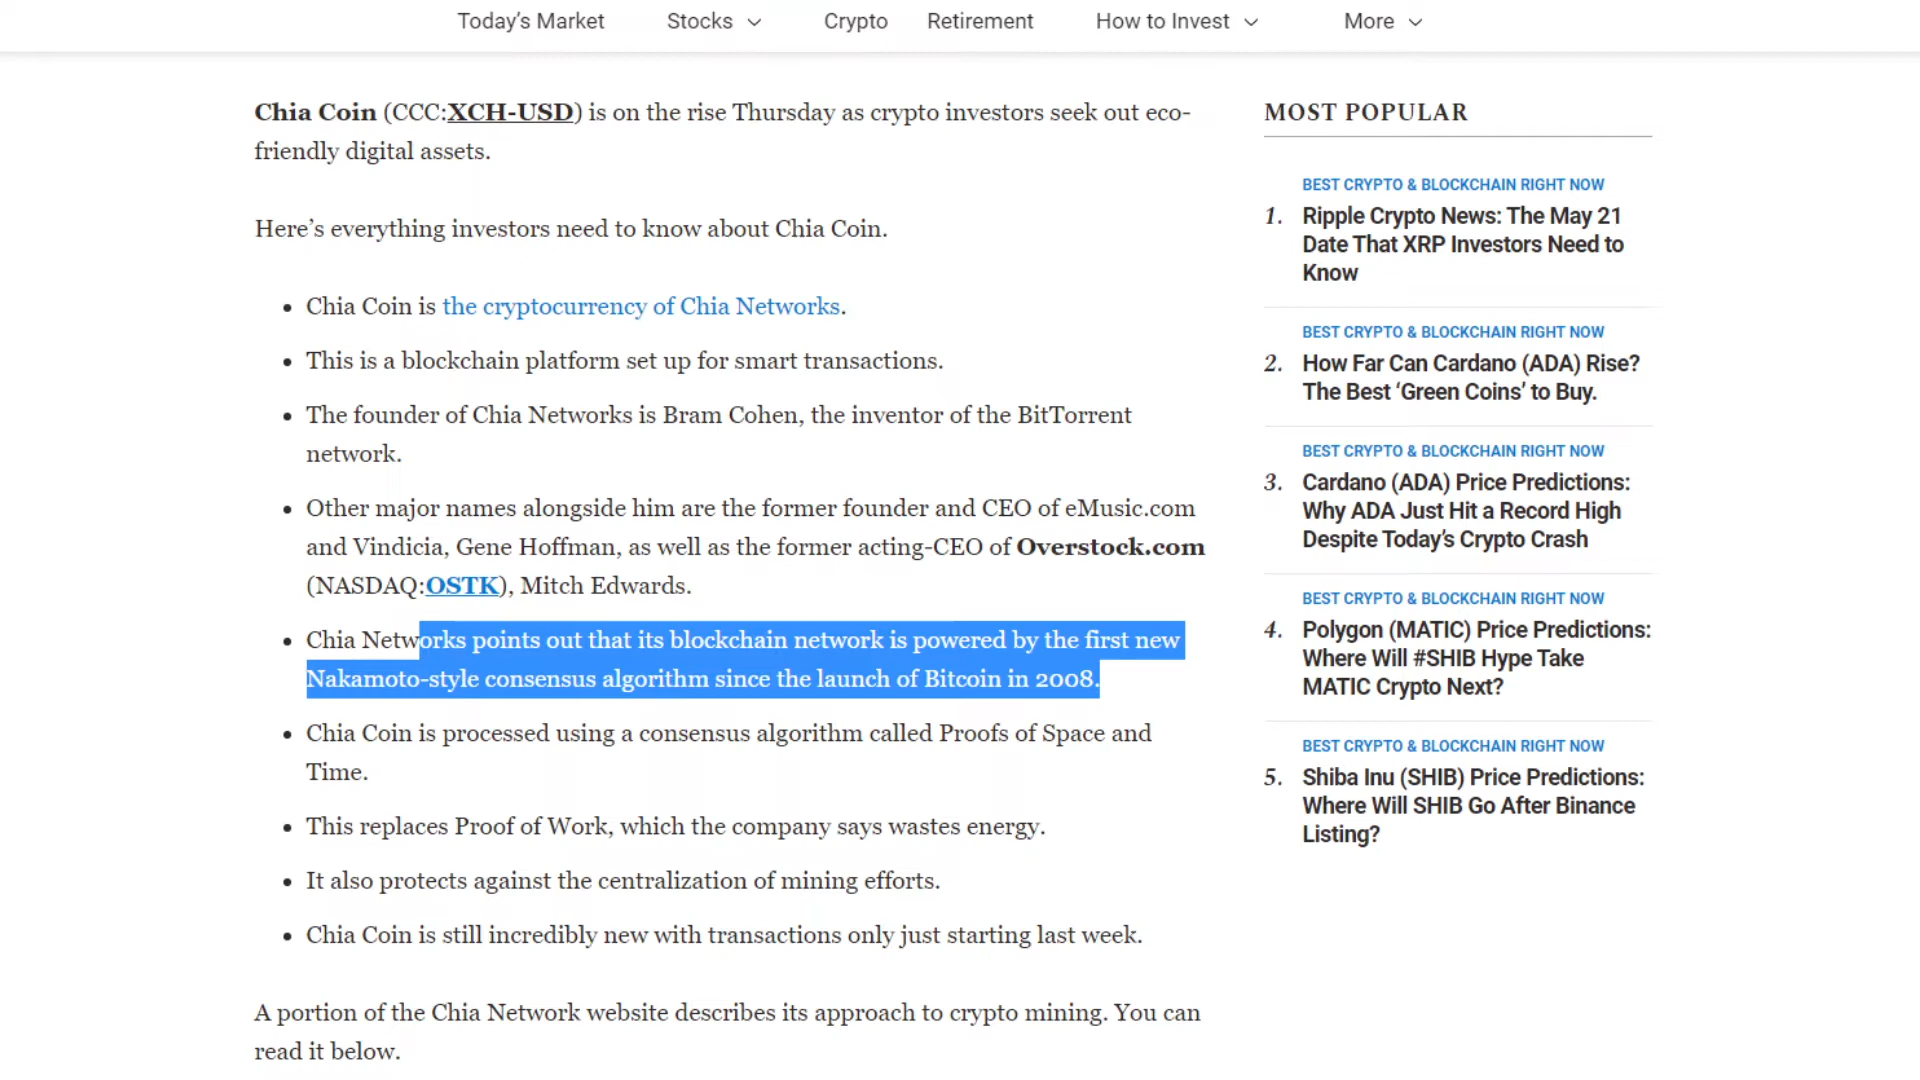 Today’s Market
Stocks
Crypto
Retirement
How to Invest
More
Chia Coin (CCC:XCH-USD) is on the rise Thursday as crypto investors seek out eco-
friendly digital assets.
Here’s everything investors need to know about Chia Coin.
• Chia Coin is the cryptocurrency of Chia Networks.
• This is a blockchain platform set up for smart transactions.
• The founder of Chia Networks is Bram Cohen, the inventor of the BitTorrent
network.
• Other major names alongside him are the former founder and CEO of eMusic.com
and Vindicia, Gene Hoffman, as well as the former acting-CEO of Overstock.com
(NASDAQ:OSTK), Mitch Edwards.
• Chia Networks points out that its blockchain network is powered by the first new
Nakamoto-style consensus algorithm since the launch of Bitcoin in 2008.
• Chia Coin is processed using a consensus algorithm called Proofs of Space and
Time.
• This replaces Proof of Work, which the company says wastes energy.
• It also protects against the centralization of mining efforts.
• Chia Coin is still incredibly new with transactions only just starting last week.
A portion of the Chia Network website describes its approach to crypto mining. You can
read it below.
MOST POPULAR
BEST CRYPTO & BLOCKCHAIN RIGHT NOW
1. Ripple Crypto News: The May 21
Date That XRP Investors Need to
Know
BEST CRYPTO & BLOCKCHAIN RIGHT NOW
2. How Far Can Cardano (ADA) Rise?
The Best ‘Green Coins’ to Buy.
BEST CRYPTO & BLOCKCHAIN RIGHT NOW
3. Cardano (ADA) Price Predictions:
Why ADA Just Hit a Record High
Despite Today’s Crypto Crash
BEST CRYPTO & BLOCKCHAIN RIGHT NOW
4. Polygon (MATIC) Price Predictions:
Where Will #SHIB Hype Take
MATIC Crypto Next?
BEST CRYPTO & BLOCKCHAIN RIGHT NOW
5. Shiba Inu (SHIB) Price Predictions:
Where Will SHIB Go After Binance
Listing?